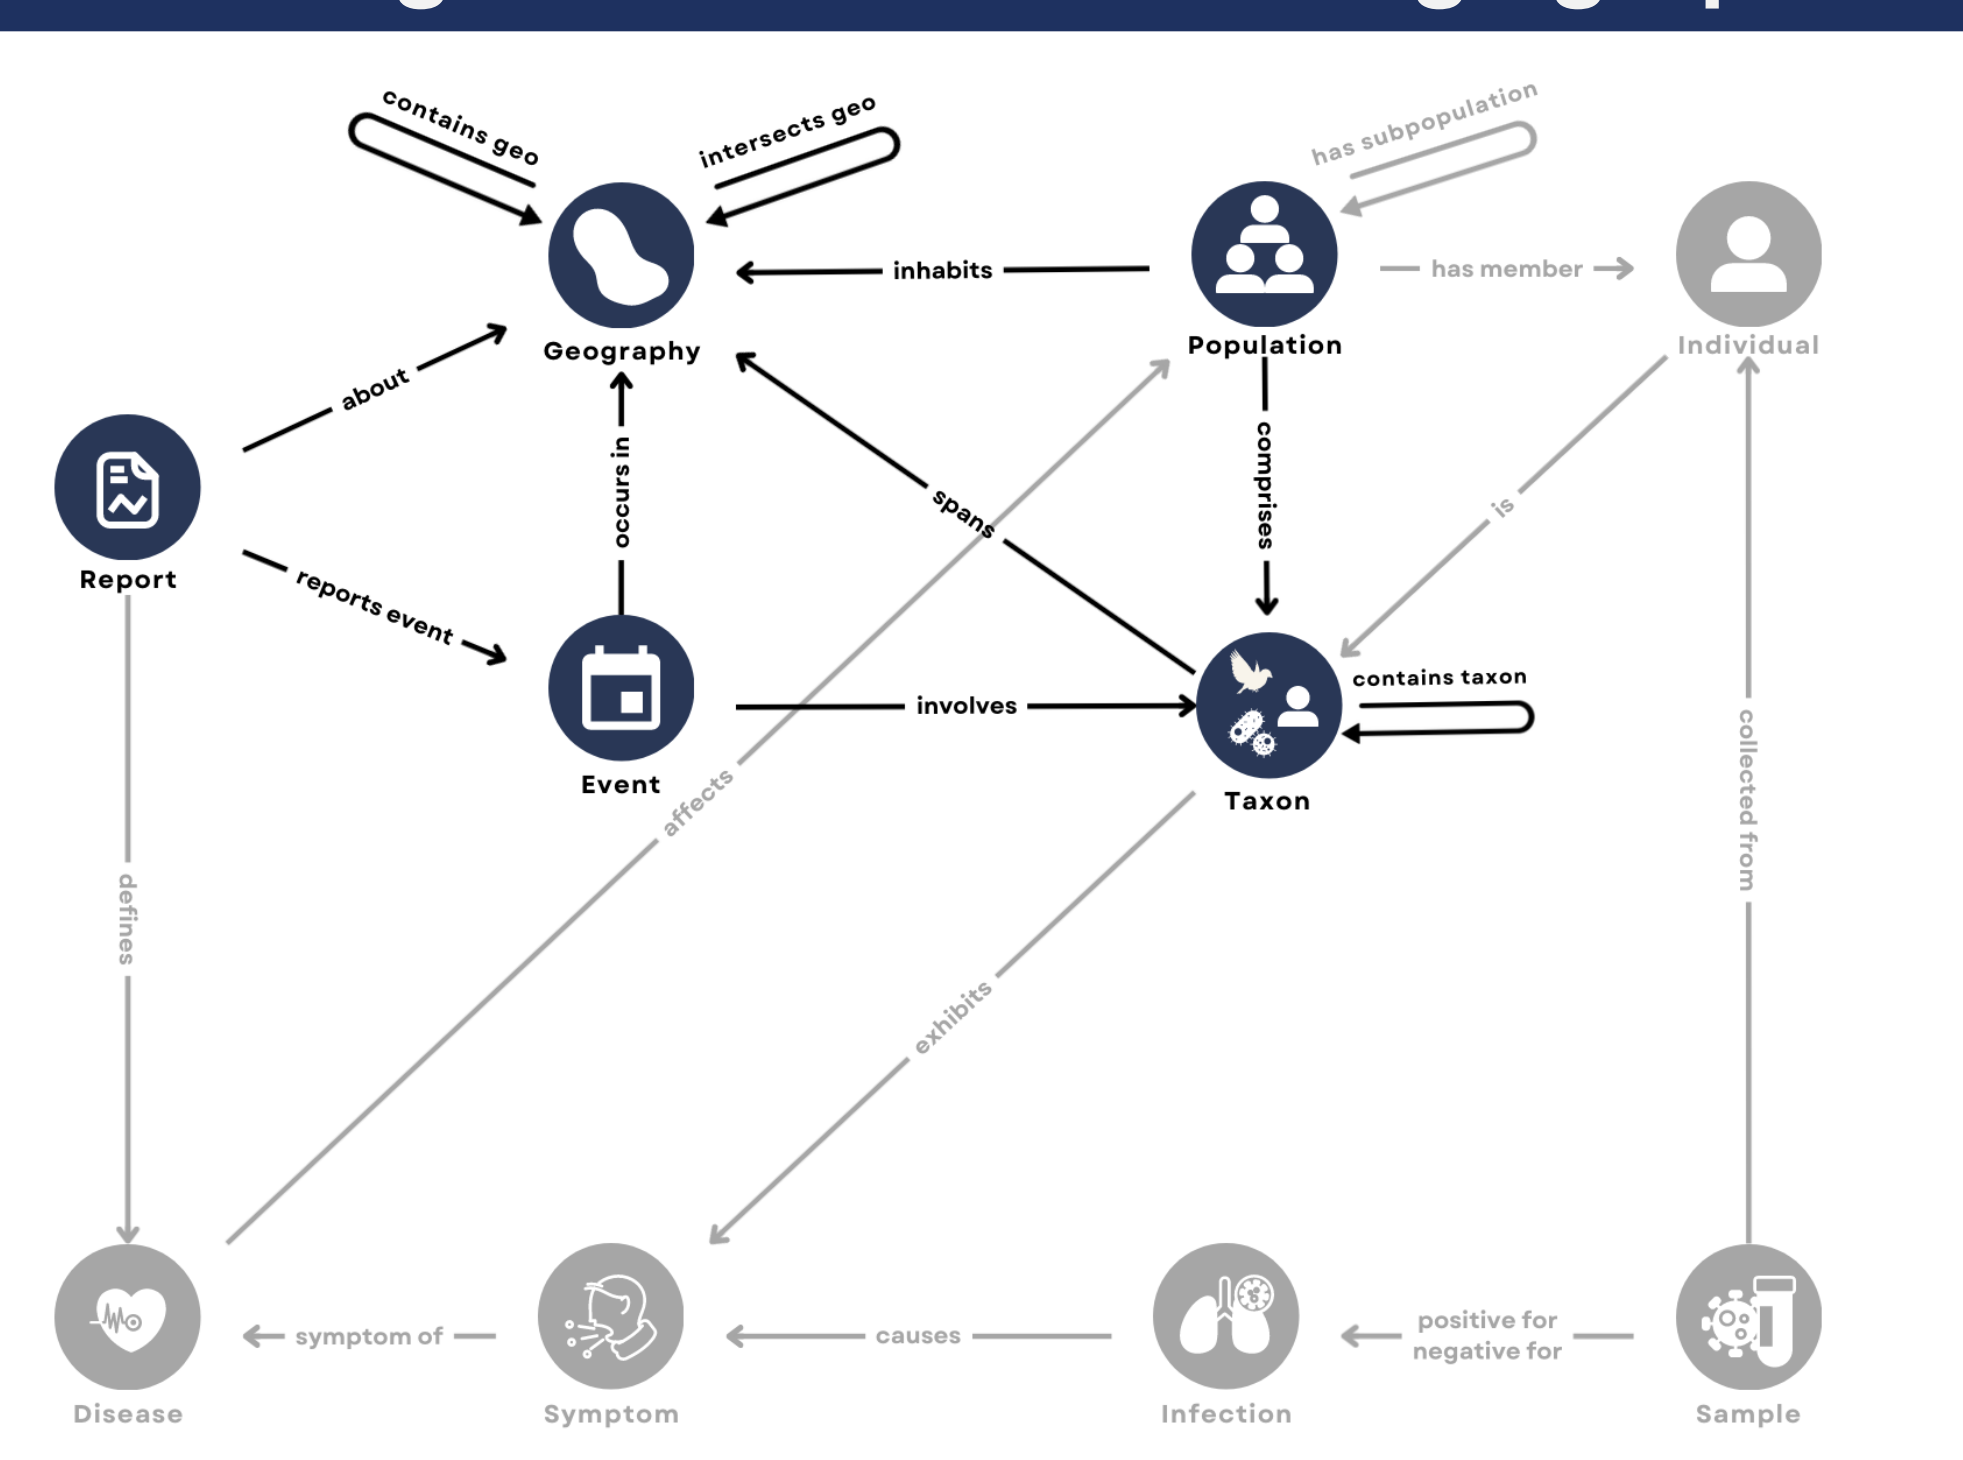 contains geo
intersects geo
has subpopulation
inhabits
has member
Geography
Population
Individual
about
occurs in
spans
comprises
is
Report
reports event
contains taxon
involves
Event
Taxon
affects
collected from
defines
exhibits
symptom of
causes
positive for
negative for
Disease
Symptom
Infection
Sample